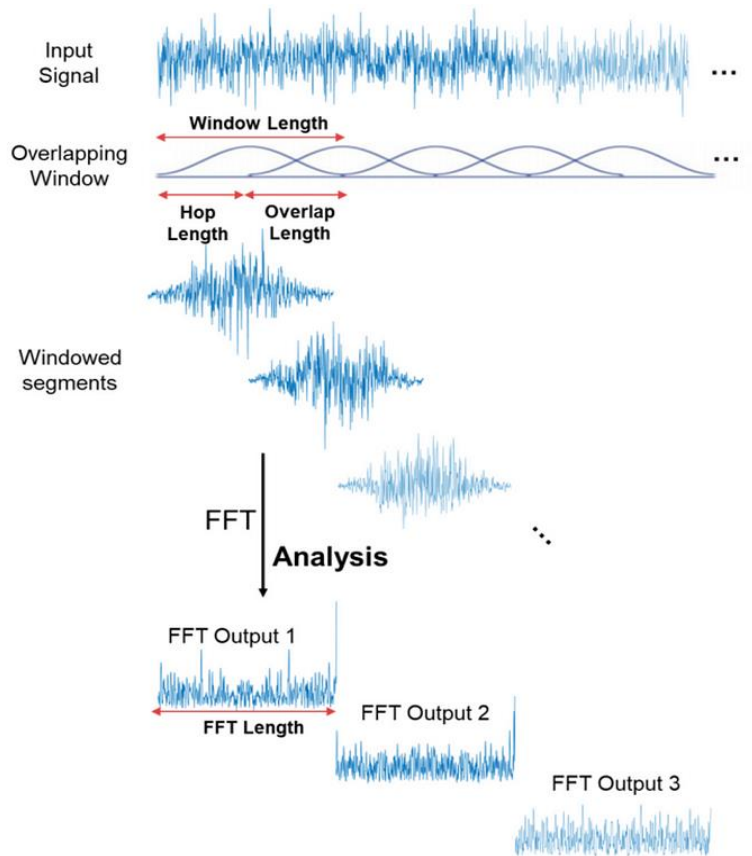 Input
Signal
...
Window Length
Overlapping
Window
...
Hop
Length
Overlap
Length
Windowed
segments
...
FFT
Analysis
FFT Output 1
FFT Length
FFT Output 2
FFT Output 3